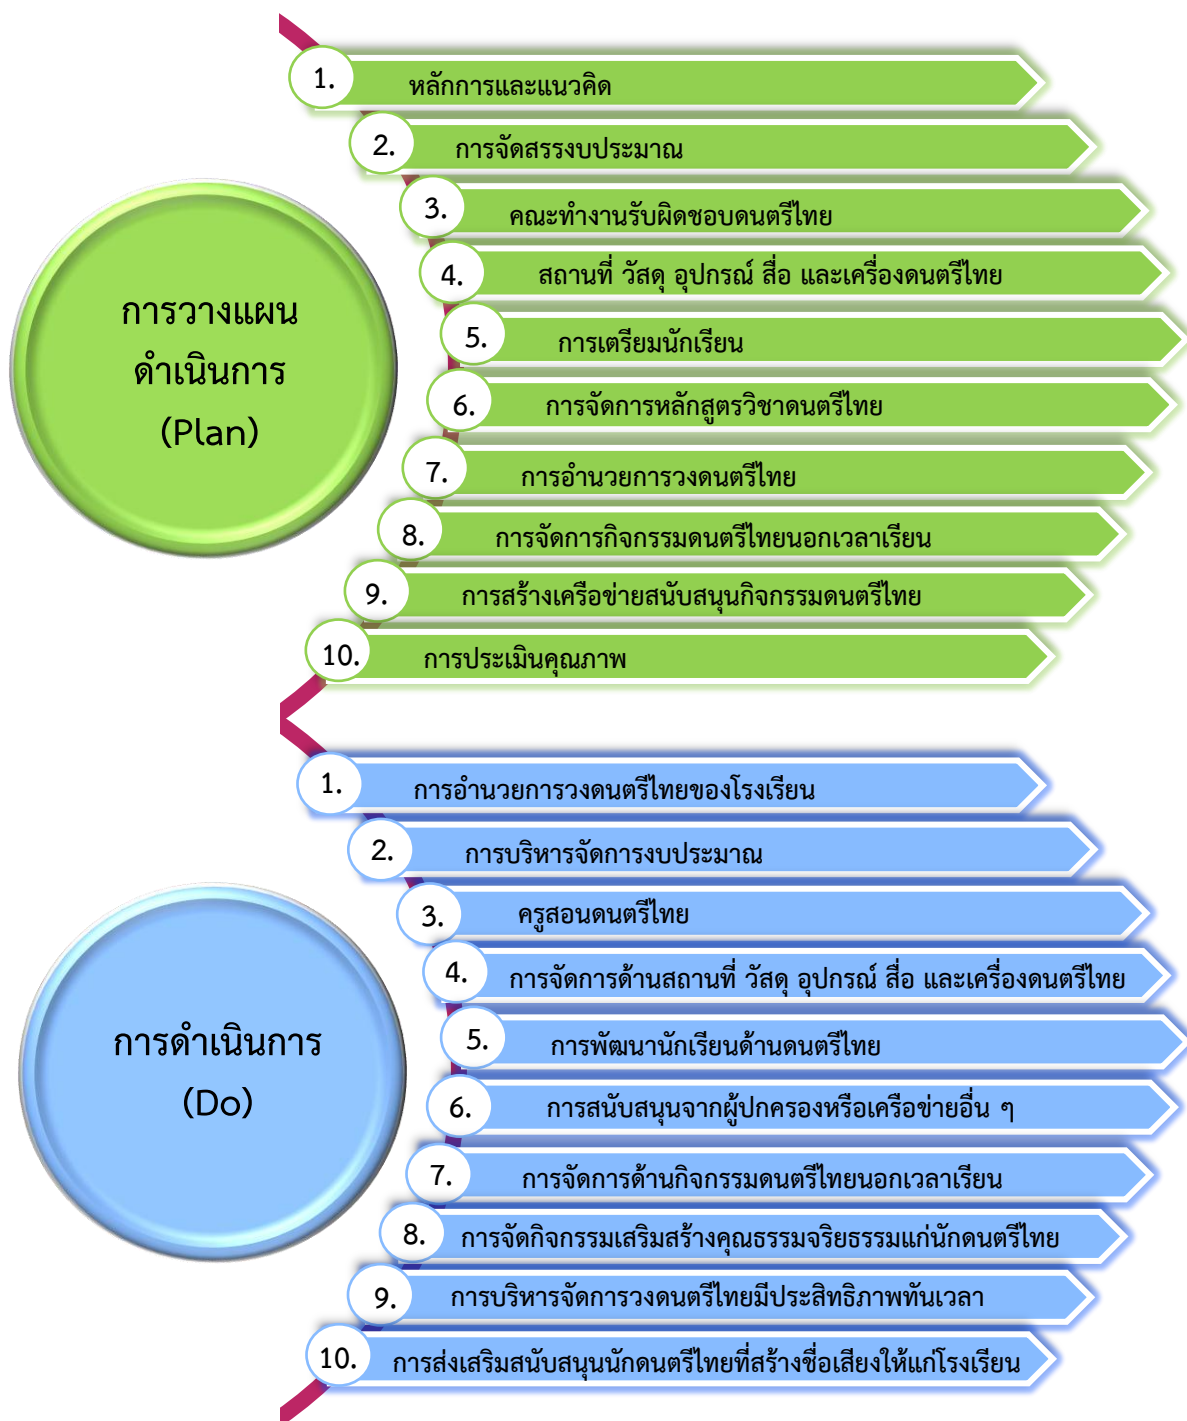 การวางแผน
ดำเนินการ
(Plan)
1. หลักการและแนวคิด
2. การจัดสรรงบประมาณ
3. คณะทำงานรับผิดชอบดนตรีไทย
4. สถานที่ วัสดุ อุปกรณ์ สื่อ และเครื่องดนตรีไทย
5. การเตรียมนักเรียน
6. การจัดการหลักสูตรวิชาดนตรีไทย
7. การอำนวยการวงดนตรีไทย
8. การจัดการกิจกรรมดนตรีไทยนอกเวลาเรียน
9. การสร้างเครือข่ายสนับสนุนกิจกรรมดนตรีไทย
10. การประเมินคุณภาพ
การดำเนินการ
(Do)
1. การอำนวยการวงดนตรีไทยของโรงเรียน
2. การบริหารจัดการงบประมาณ
3. ครูสอนดนตรีไทย
4. การจัดการด้านสถานที่ วัสดุ อุปกรณ์ สื่อ และเครื่องดนตรีไทย
5. การพัฒนานักเรียนด้านดนตรีไทย
6. การสนับสนุนจากผู้ปกครองหรือเครือข่ายอื่น ๆ
7. การจัดการด้านกิจกรรมดนตรีไทยนอกเวลาเรียน
8. การจัดกิจกรรมเสริมสร้างคุณธรรมจริยธรรมแก่นักดนตรีไทย
9. การบริหารจัดการวงดนตรีไทยมีประสิทธิภาพทันเวลา
10. การส่งเสริมสนับสนุนนักดนตรีไทยที่สร้างชื่อเสียงให้แก่โรงเรียน